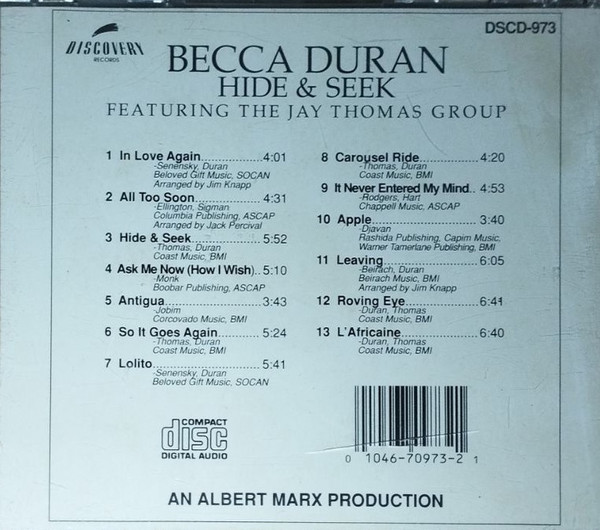 DISCOVERY
RECORDS
DSCD-973
BECCA DURAN
HIDE & SEEK
FEATURING THE JAY THOMAS GROUP
1 In Love Again..................4:01
-Senensky, Duran
Beloved Gift Music, SOCAN
Arranged by Jim Knapp
2 All Too Soon....................4:31
-Ellington, Sigman
Columbia Publishing, ASCAP
Arranged by Jack Percival
3 Hide & Seek....................5:52
-Thomas, Duran
Coast Music, BMI
4 Ask Me Now (How I Wish)..5:10
-Monk
Boobar Publishing, ASCAP
5 Antigua..........................3:43
-Jobim
Corcovado Music, BMI
6 So It Goes Again..............5:24
-Thomas, Duran
Coast Music, BMI
7 Lolito..............................5:41
-Senensky, Duran
Beloved Gift Music, SOCAN
8 Carousel Ride..................4:20
-Thomas, Duran
Coast Music, BMI
9 It Never Entered My Mind.. 4:53
-Rodgers, Hart
Chappell Music, ASCAP
10 Apple..............................3:40
-Djavan
Rashida Publishing, Capim Music,
Warner Tamerlane Publishing, BMI
11 Leaving..........................6:05
-Beirach, Duran
Beirach Music, BMI
Arranged by Jim Knapp
12 Roving Eye......................6:41
-Duran, Thomas
Coast Music, BMI
13 L'Africaine......................6:40
-Duran, Thomas
Coast Music, BMI
COMPACT
disc
DIGITAL AUDIO
0 1046-70973-2 1
AN ALBERT MARX PRODUCTION